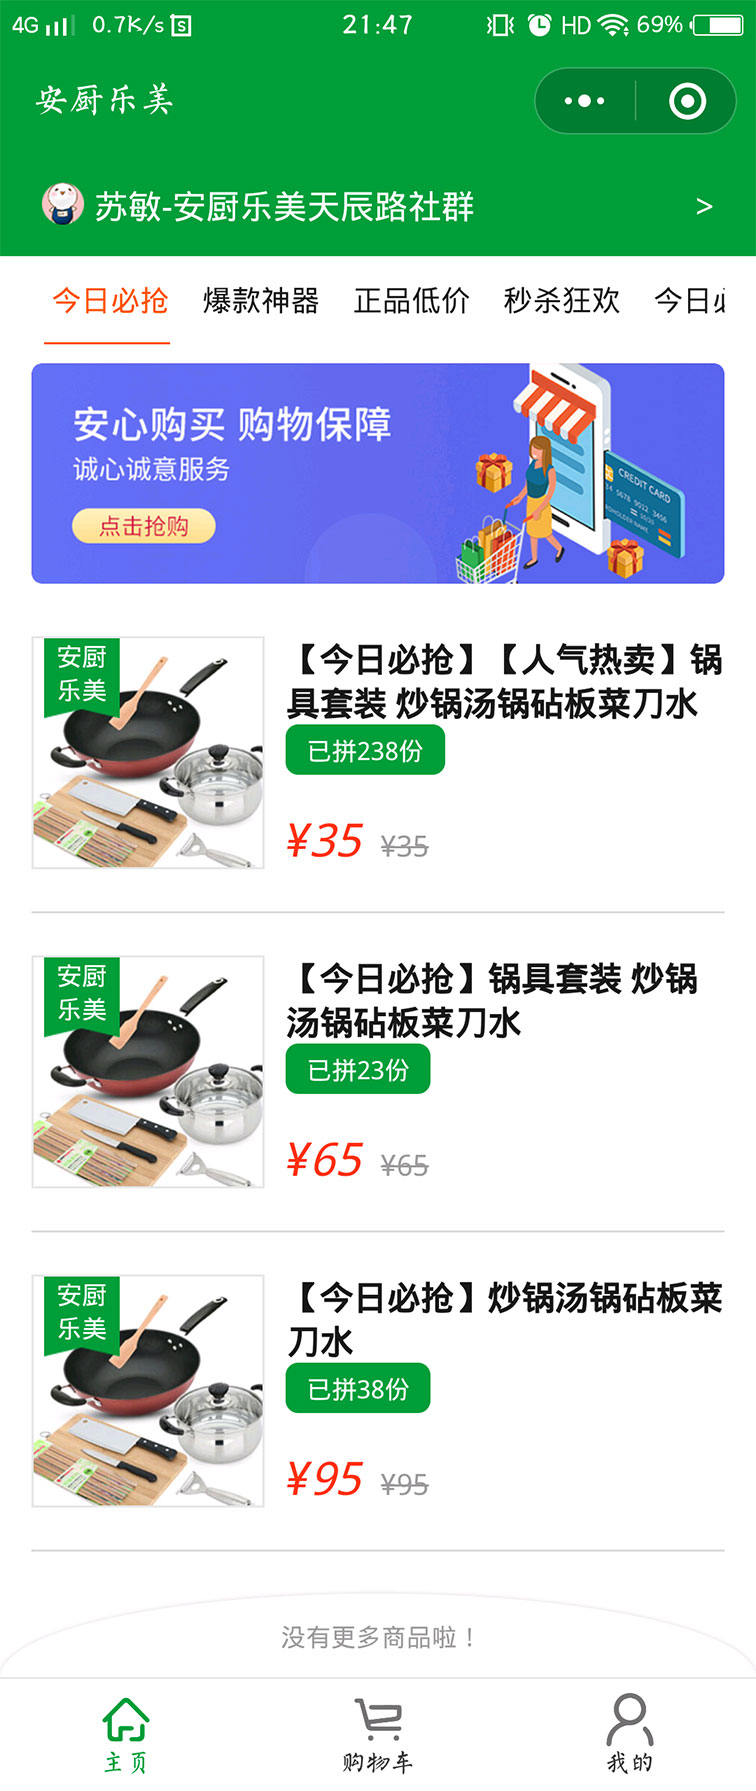 4G 0.7K/s 21:47 HD 69%
安厨乐美
苏敏-安厨乐美天辰路社群 >
今日必抢 爆款神器 正品低价 秒杀狂欢 今日必
安心购买 购物保障
诚心诚意服务
点击抢购
CREDIT CARD
安厨
乐美
【今日必抢】【人气热卖】锅
具套装 炒锅汤锅砧板菜刀水
已拼238份
¥35 ¥35
安厨
乐美
【今日必抢】锅具套装 炒锅
汤锅砧板菜刀水
已拼23份
¥65 ¥65
安厨
乐美
【今日必抢】炒锅汤锅砧板菜
刀水
已拼38份
¥95 ¥95
没有更多商品啦！
主页 购物车 我的